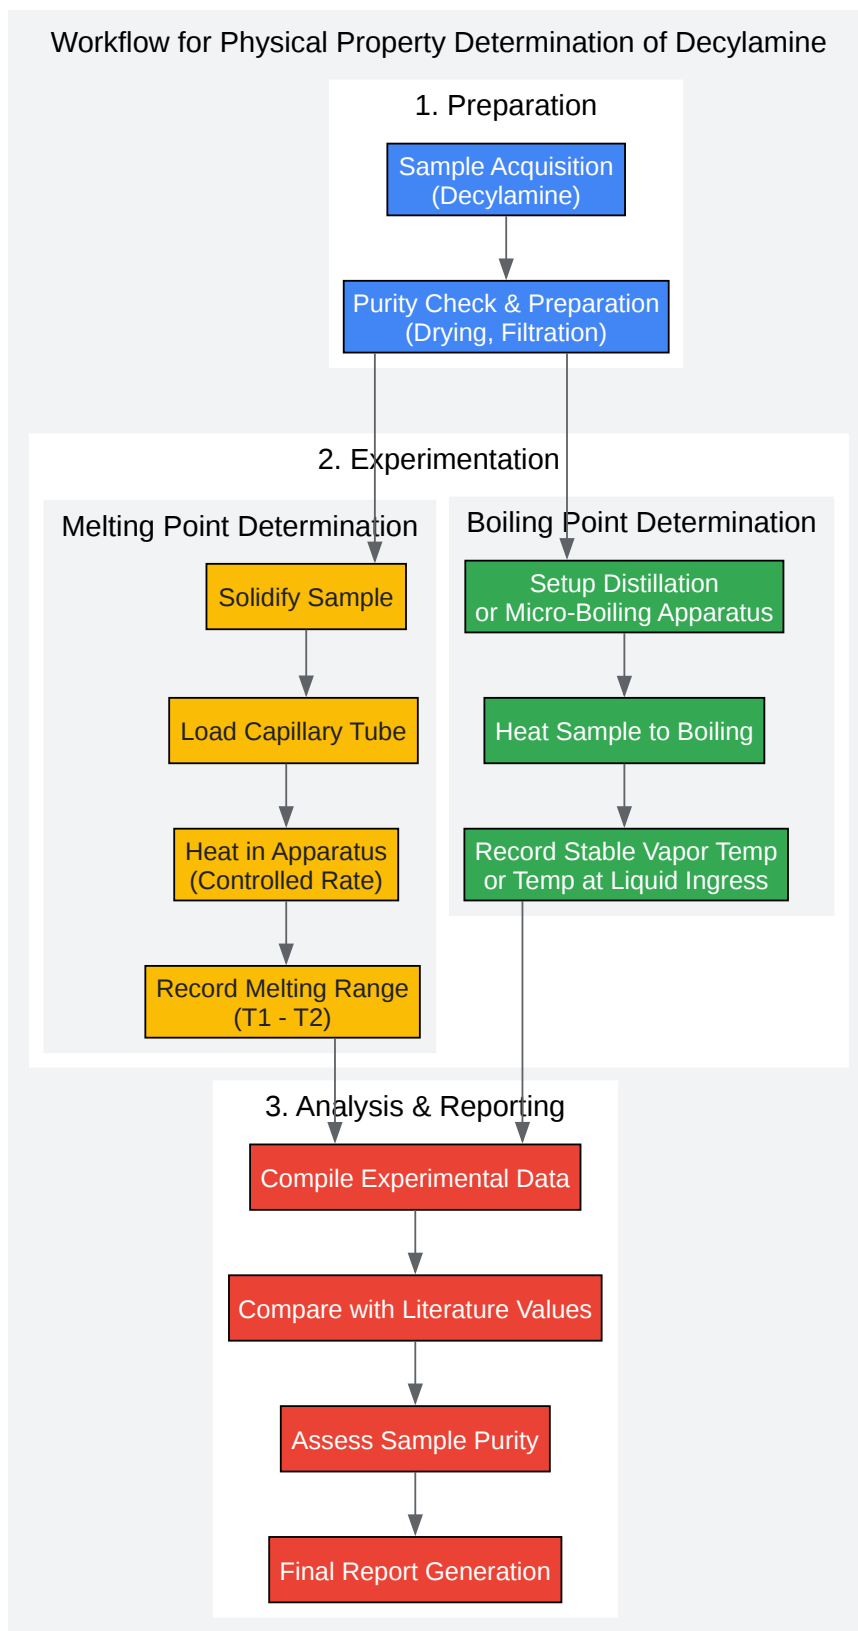 Workflow for Physical Property Determination of Decylamine
1. Preparation
Sample Acquisition
(Decylamine)
Purity Check & Preparation
(Drying, Filtration)
2. Experimentation
Melting Point Determination
Solidify Sample
Load Capillary Tube
Heat in Apparatus
(Controlled Rate)
Record Melting Range
(T1 - T2)
Boiling Point Determination
Setup Distillation
or Micro-Boiling Apparatus
Heat Sample to Boiling
Record Stable Vapor Temp
or Temp at Liquid Ingress
3. Analysis & Reporting
Compile Experimental Data
Compare with Literature Values
Assess Sample Purity
Final Report Generation